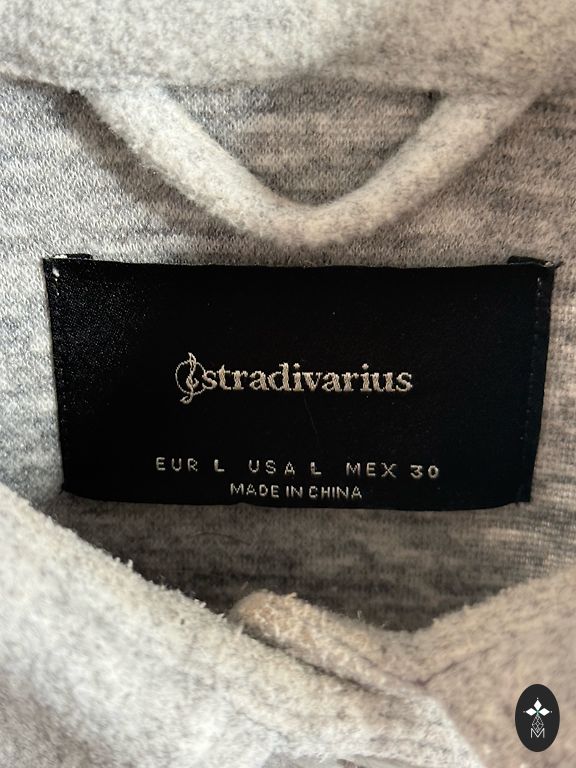 stradivarius
EUR L USA L MEX 30
MADE IN CHINA
M